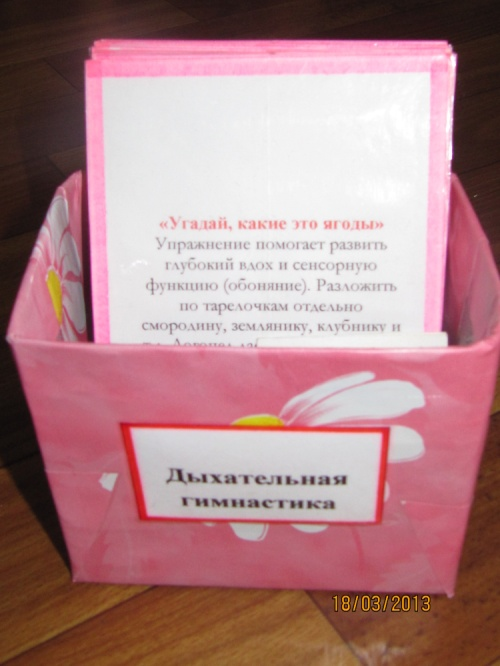 «Угадай, какие это ягоды»
Упражнение помогает развить
глубокий вдох и сенсорную
функцию (обоняние). Разложить
по тарелочкам отдельно
смородину, землянику, клубнику и
Дыхательная
гимнастика
18/03/2013